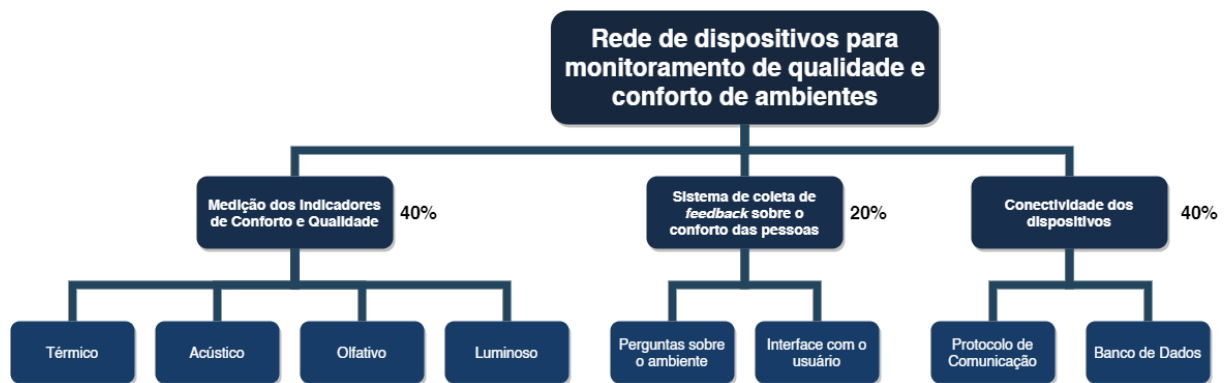 Rede de dispositivos para
monitoramento de qualidade e
conforto de ambientes
Medição dos Indicadores
de Conforto e Qualidade
40%
Sistema de coleta de
feedback sobre o
conforto das pessoas
20%
Conectividade dos
dispositivos
40%
Térmico
Acústico
Olfativo
Luminoso
Perguntas sobre
o ambiente
Interface com o
usuário
Protocolo de
Comunicação
Banco de Dados